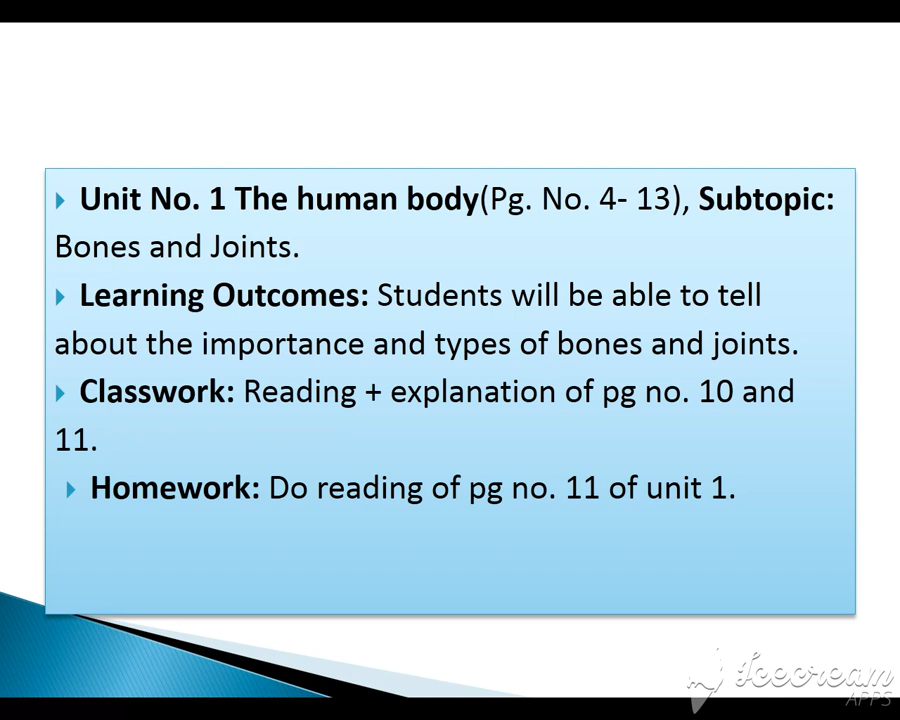 Unit No. 1 The human body(Pg. No. 4- 13), Subtopic:
Bones and Joints.
Learning Outcomes: Students will be able to tell
about the importance and types of bones and joints.
Classwork: Reading + explanation of pg no. 10 and
11.
Homework: Do reading of pg no. 11 of unit 1.
Icecream
APPS